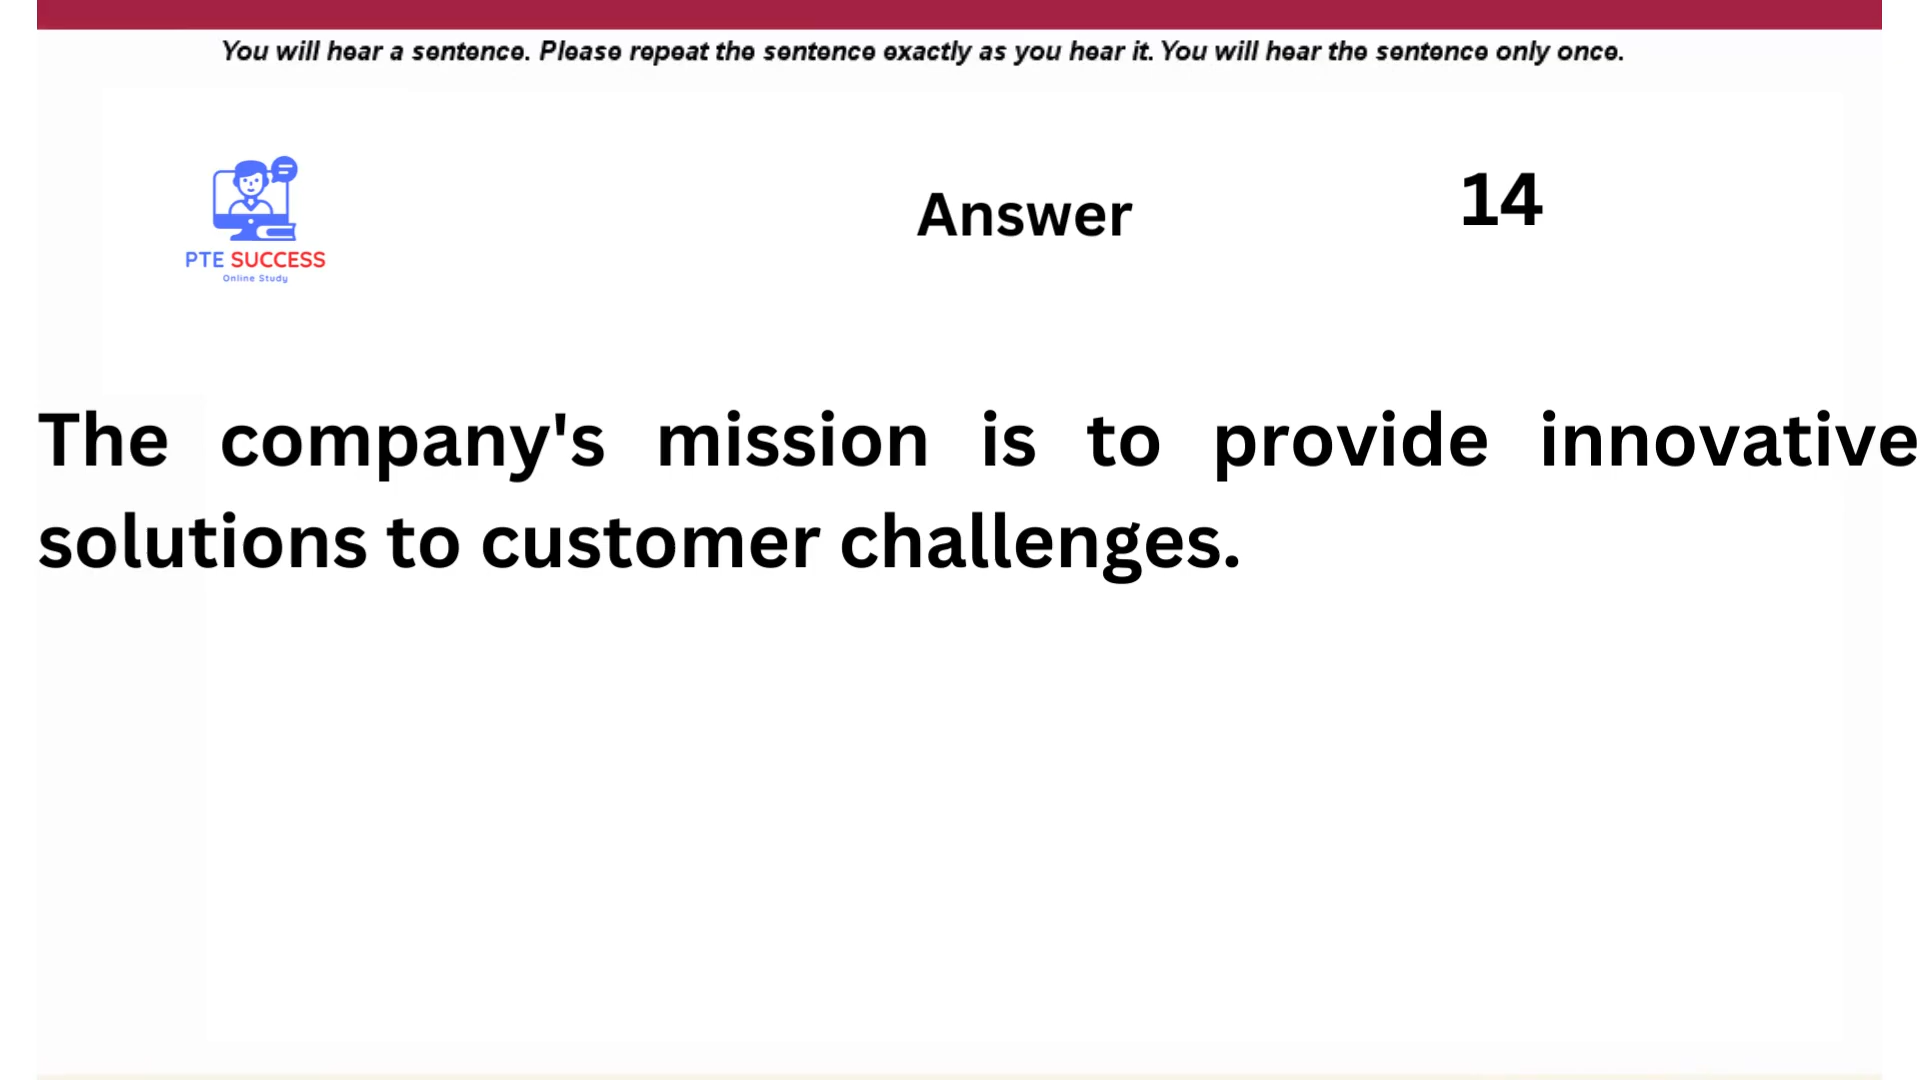 You will hear a sentence. Please repeat the sentence exactly as you hear it. You will hear the sentence only once.
PTE SUCCESS
Online Study
Answer
14
The company's mission is to provide innovative
solutions to customer challenges.